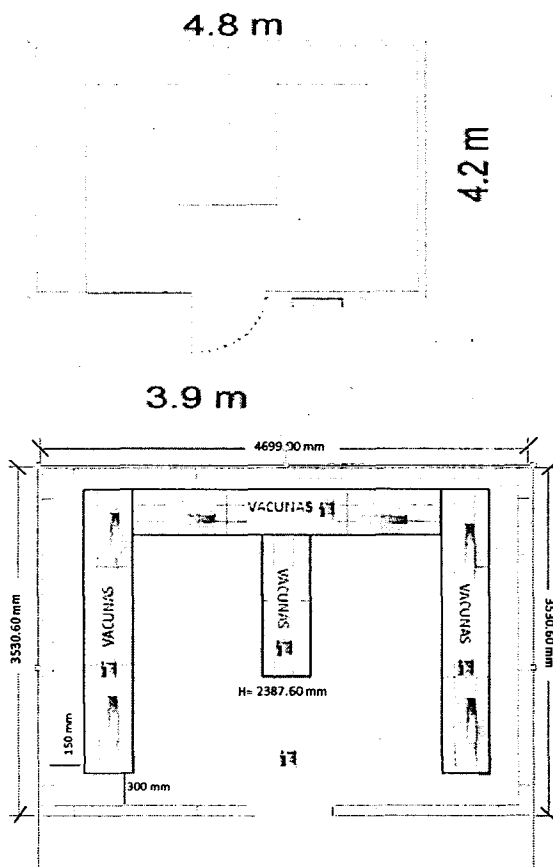 4.8 m
4.2 m
3.9 m
4699.00 mm
VACUNAS
VACUNAS
VACUNAS
VACUNAS
3530.60 mm
3530.60 mm
H= 2387.60 mm
150 mm
300 mm